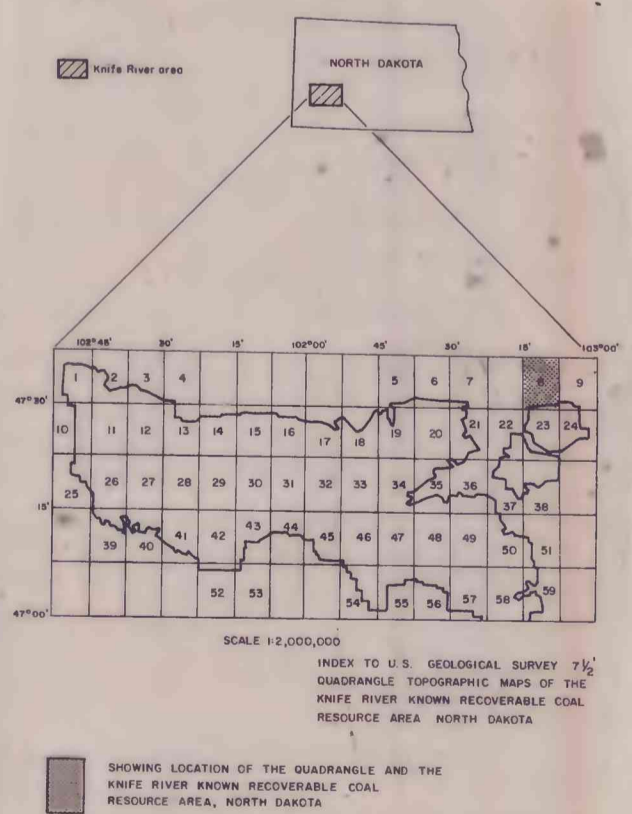 NORTH DAKOTA
Knife River area
102°45' 30' 15' 102°00' 45' 30' 15' 103°00'
1 2 3 4 5 6 7 8 9
47°30'
10 11 12 13 14 15 16 17 18 19 20 21 22 23 24
25 26 27 28 29 30 31 32 33 34 35 36 37 38
15'
39 40 41 42 43 44 45 46 47 48 49 50 51
52 53 54 55 56 57 58 59
47°00'
SCALE 1:2,000,000
INDEX TO U.S. GEOLOGICAL SURVEY 7½'
QUADRANGLE TOPOGRAPHIC MAPS OF THE
KNIFE RIVER KNOWN RECOVERABLE COAL
RESOURCE AREA NORTH DAKOTA
SHOWING LOCATION OF THE QUADRANGLE AND THE
KNIFE RIVER KNOWN RECOVERABLE COAL
RESOURCE AREA, NORTH DAKOTA